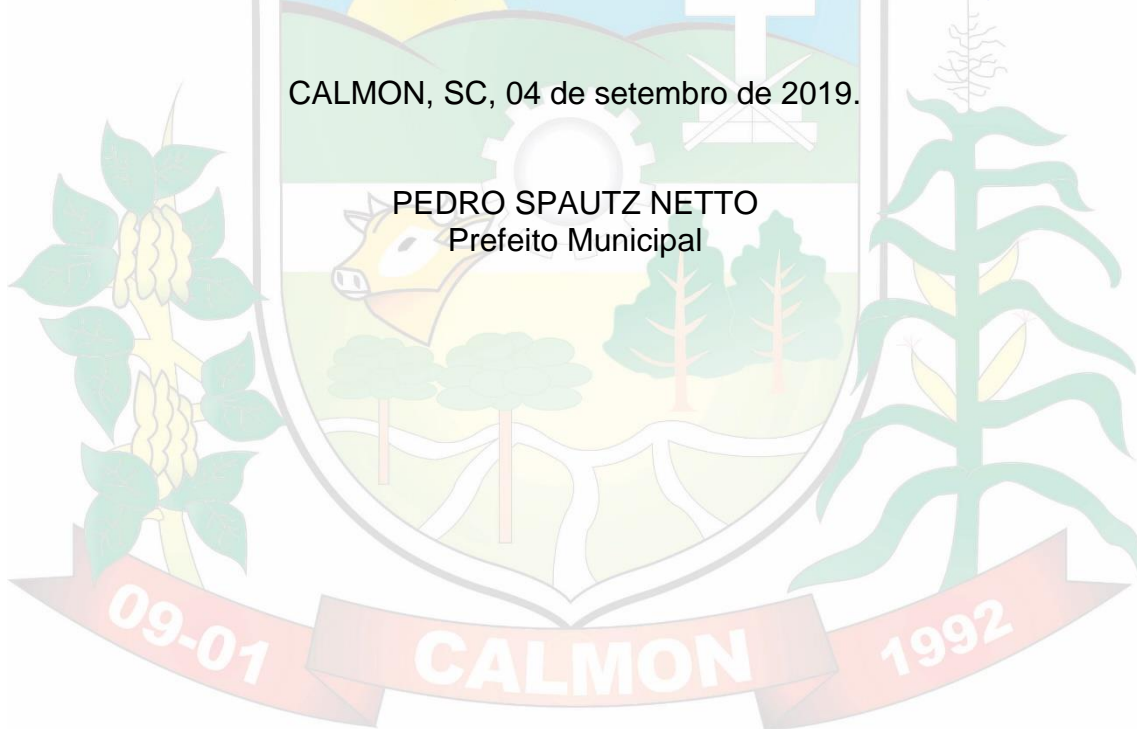 CALMON, SC, 04 de setembro de 2019.
PEDRO SPAUTZ NETTO
Prefeito Municipal
09-01 CALMON 1992